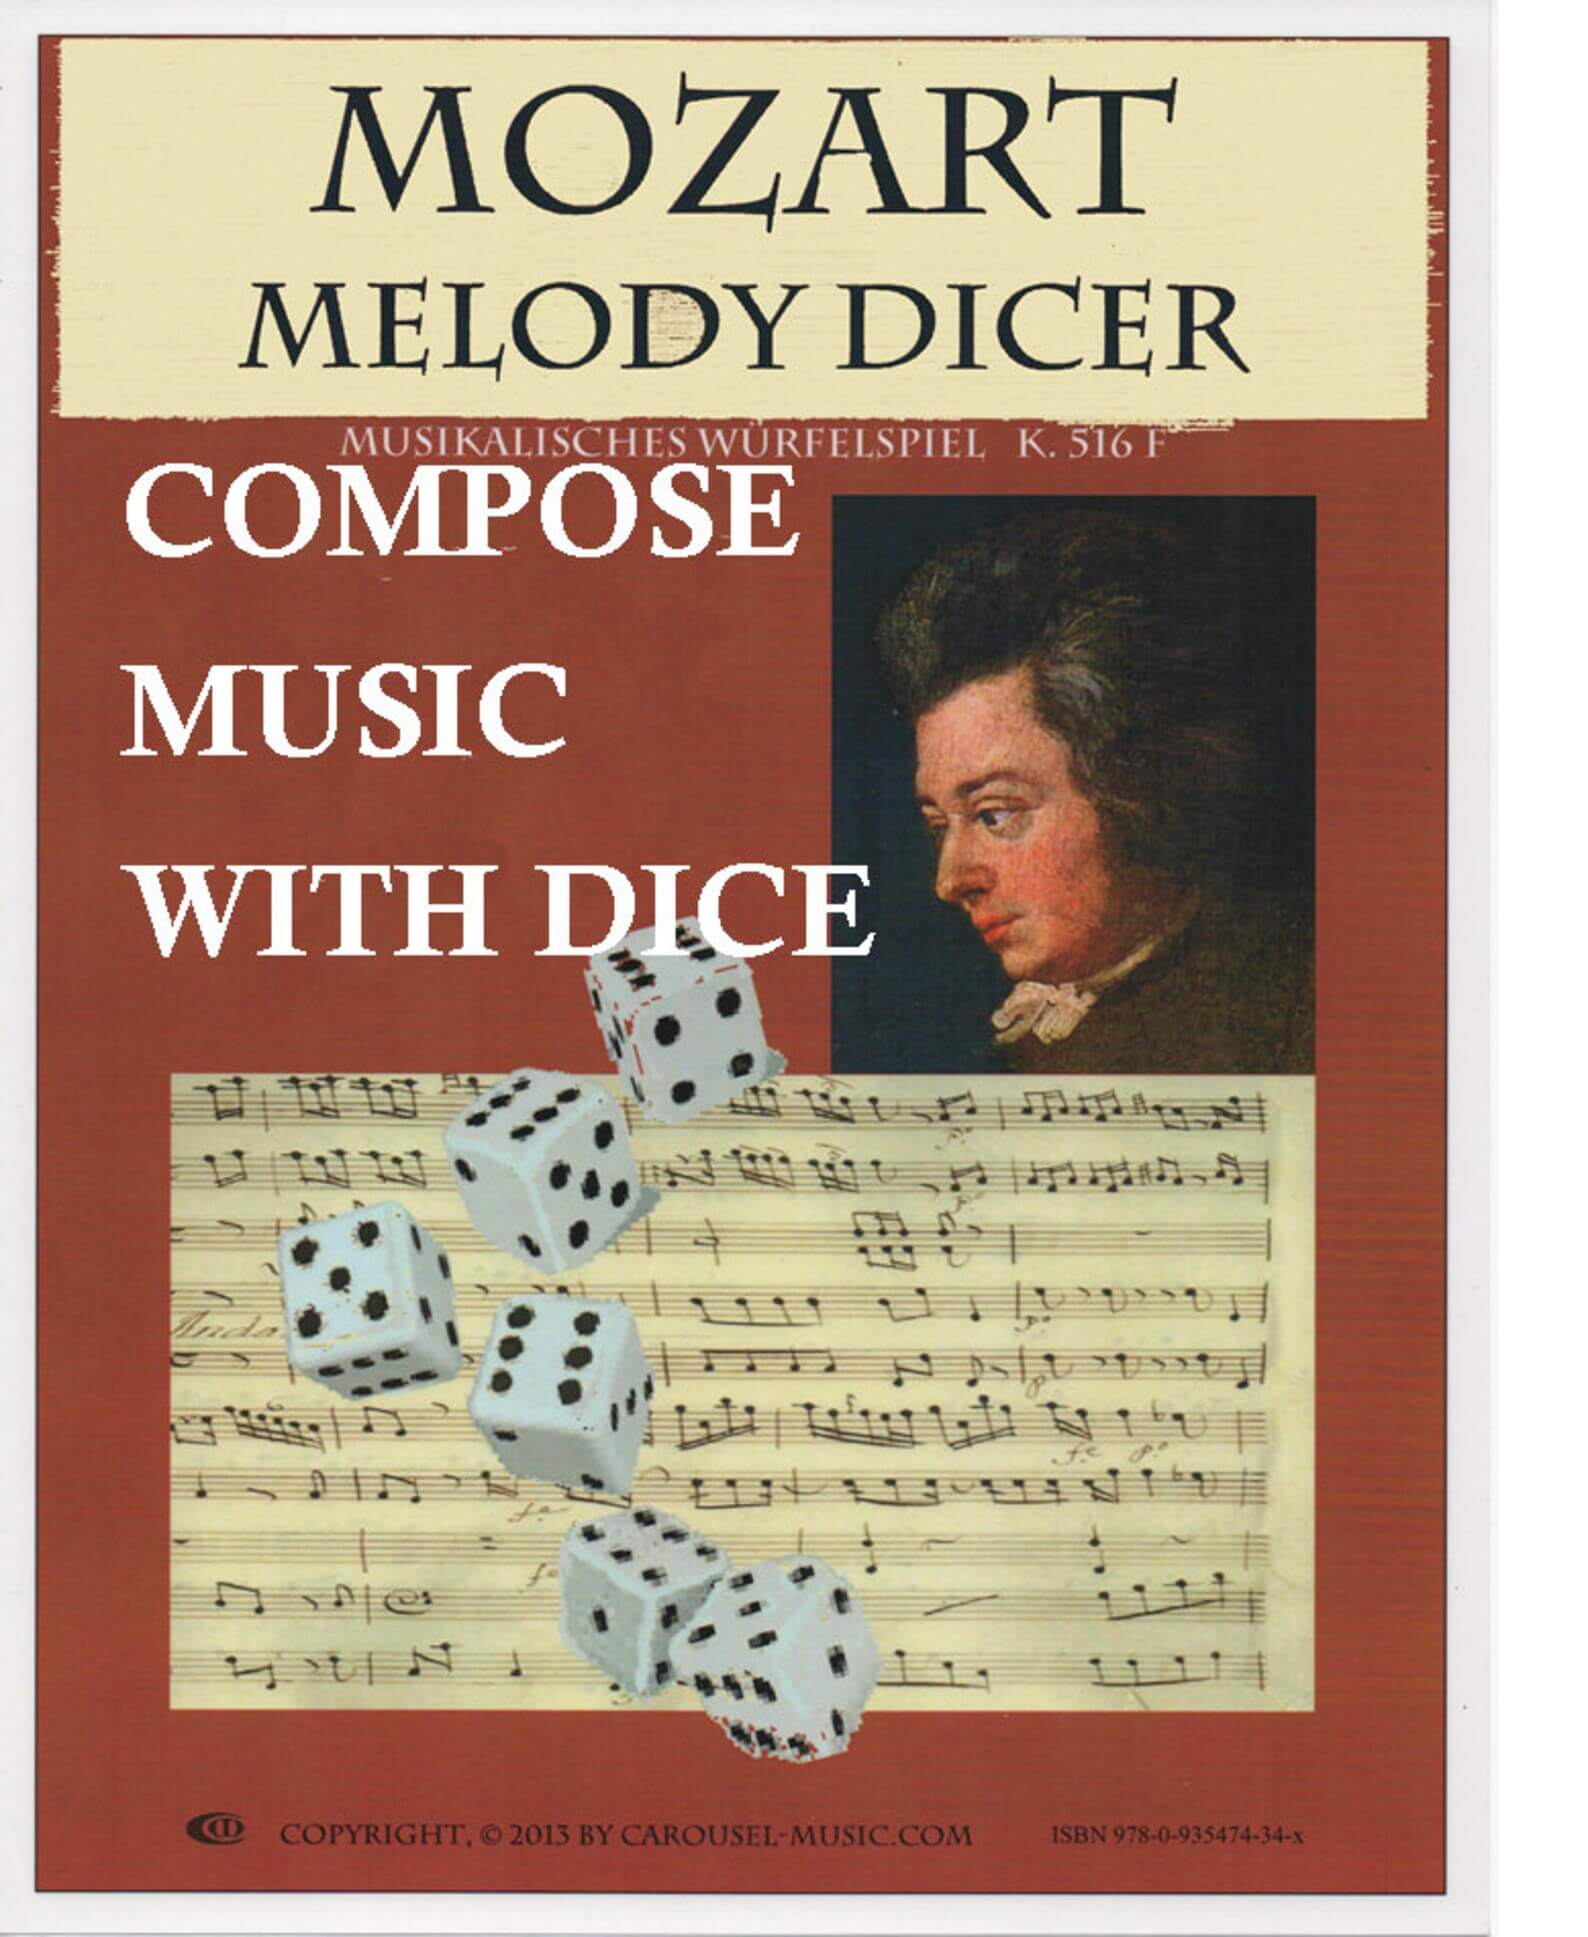 MOZART
MELODY DICER
MUSIKALISCHES WÜRFELSPIEL K. 516 F
COMPOSE
MUSIC
WITH DICE
Anda
COPYRIGHT, © 2013 BY CAROUSEL-MUSIC.COM ISBN 978-0-935474-34-x